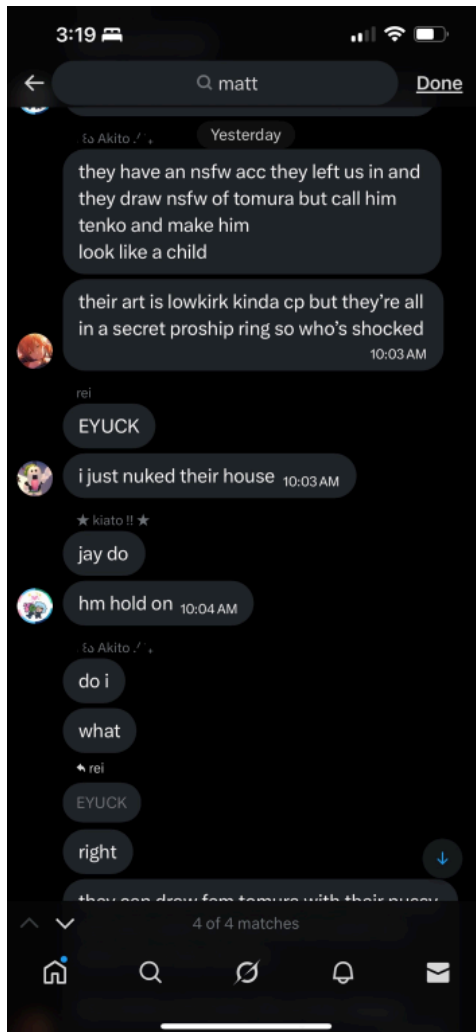 3:19
matt
Done
Akito
Yesterday
they have an nsfw acc they left us in and
they draw nsfw of tomura but call him
tenko and make him
look like a child
their art is lowkirk kinda cp but they're all
in a secret proship ring so who's shocked
10:03 AM
rei
EYUCK
i just nuked their house 10:03 AM
★ kiato !! ★
jay do
hm hold on 10:04 AM
Akito
do i
what
rei
EYUCK
right
4 of 4 matches